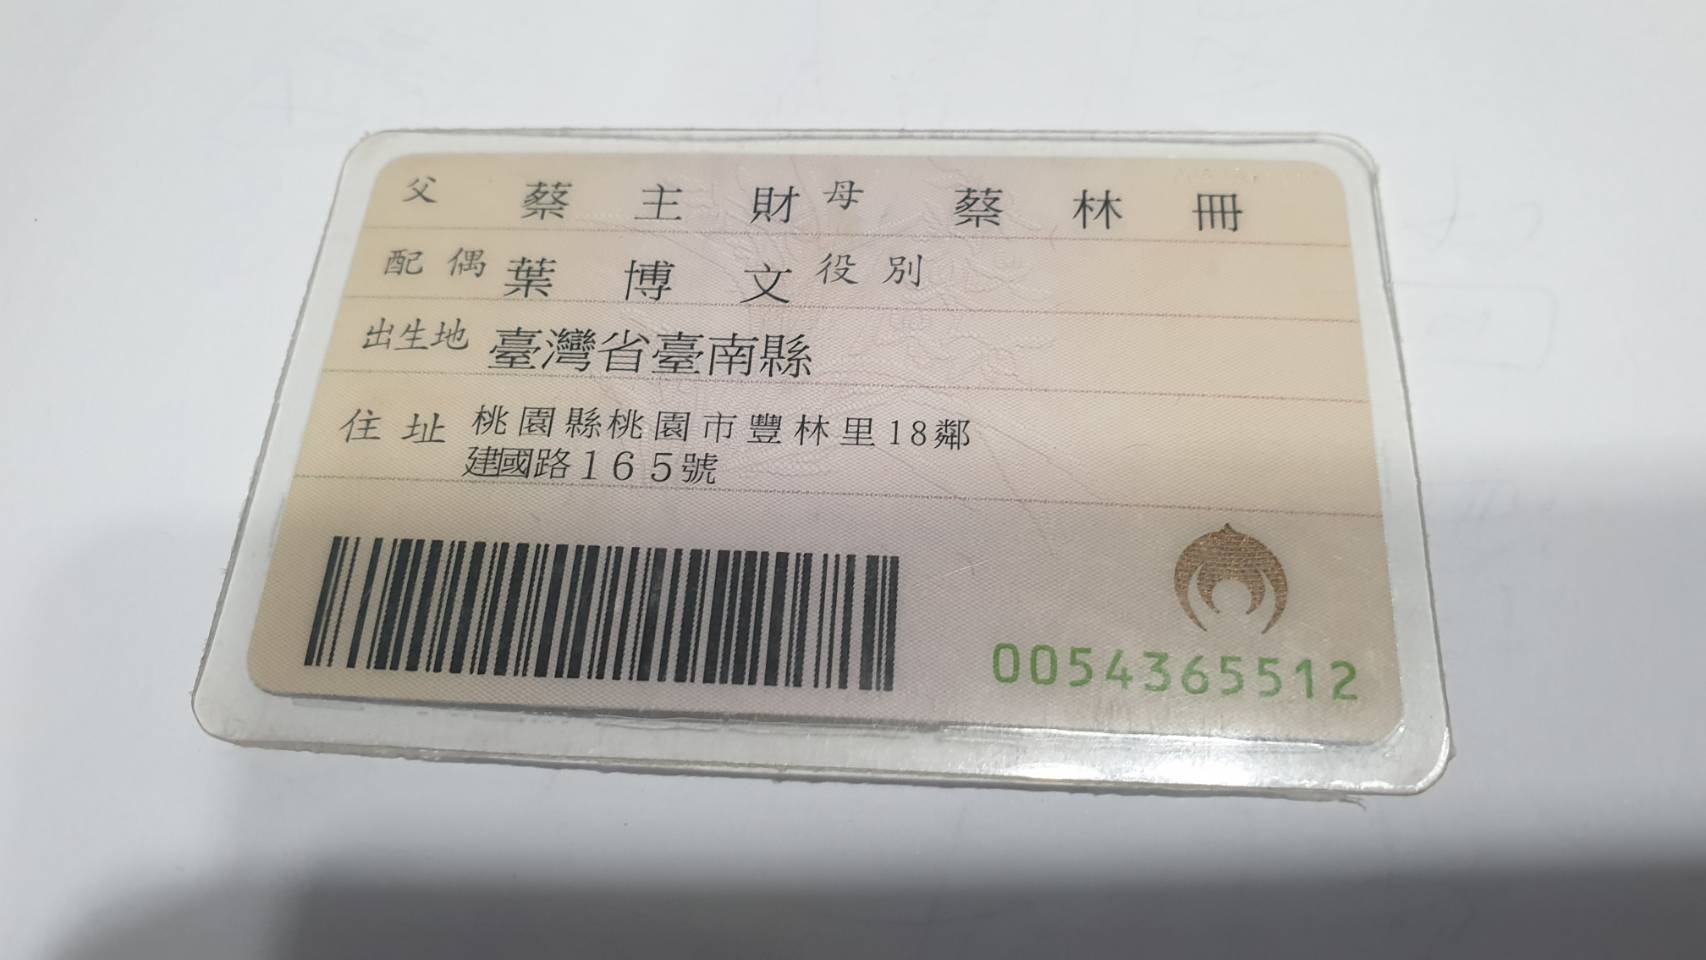 父 蔡主財 母 蔡林冊
配偶 葉博文 役別
出生地 臺灣省臺南縣
住址 桃園縣桃園市豐林里18鄰
建國路165號
0054365512